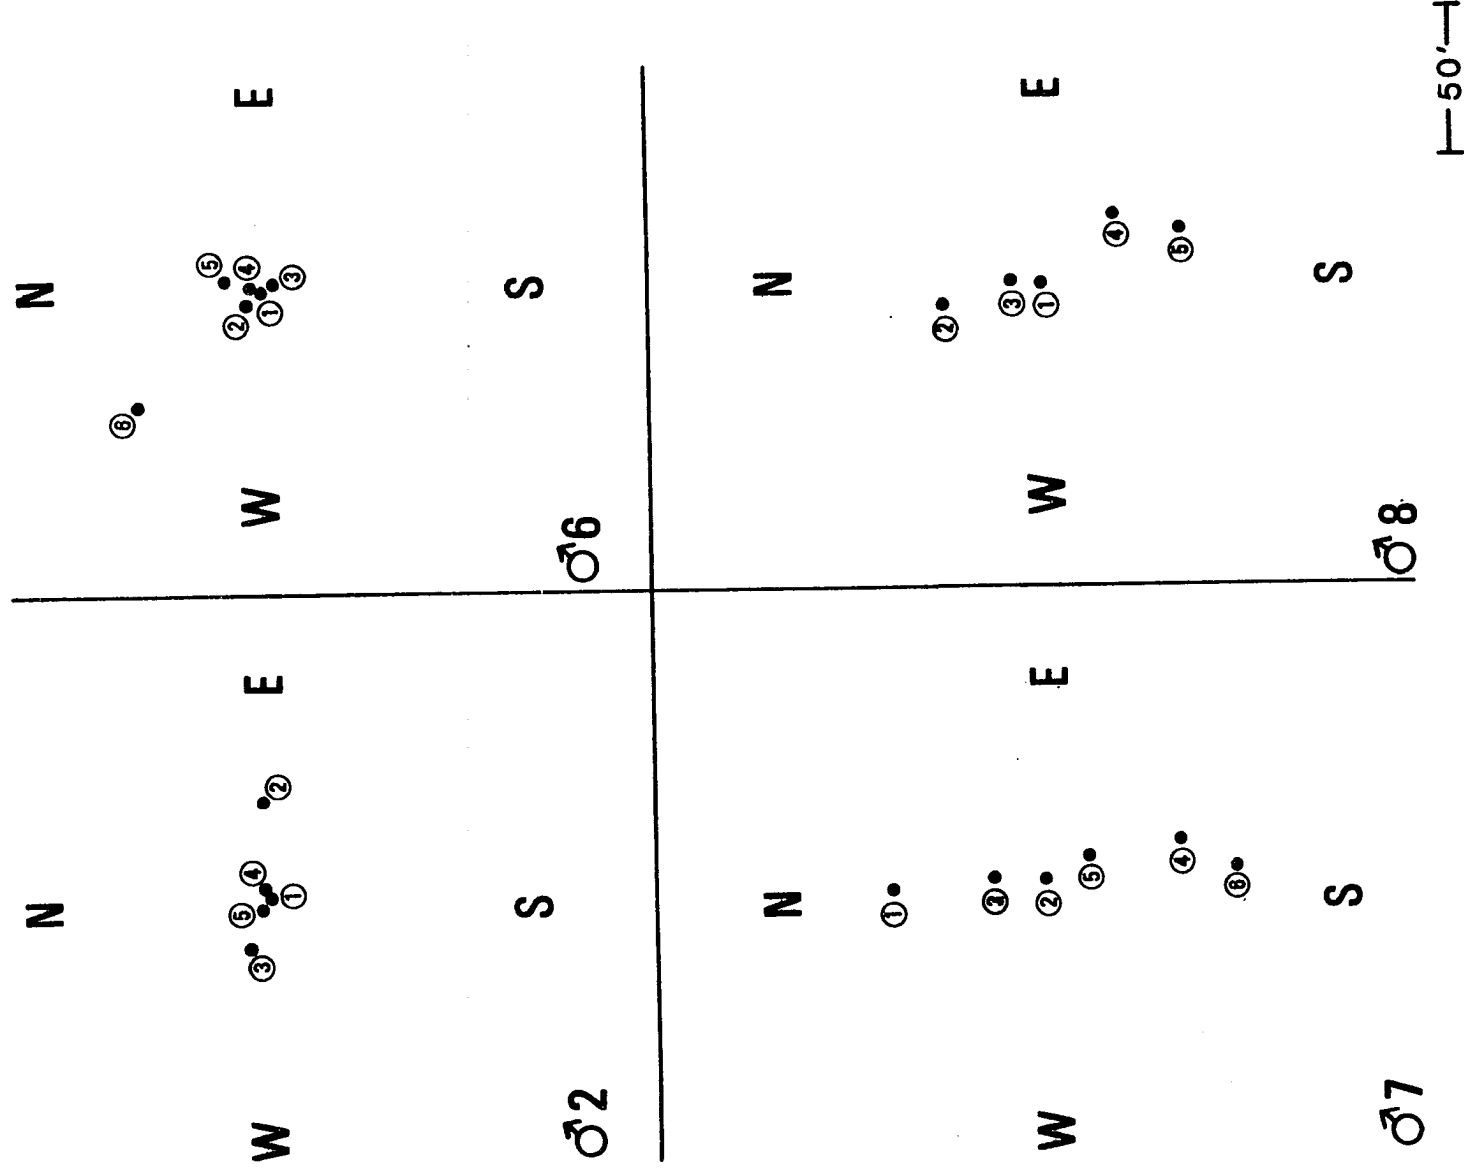 N
W
E
⑤
④
③
②
①
S
♂2
N
⑥
⑤
②
④
①
③
W
E
S
♂6
N
①
③
②
W
E
⑤
④
⑥
S
♂7
N
②
③
①
W
E
④
⑤
S
♂8
50'